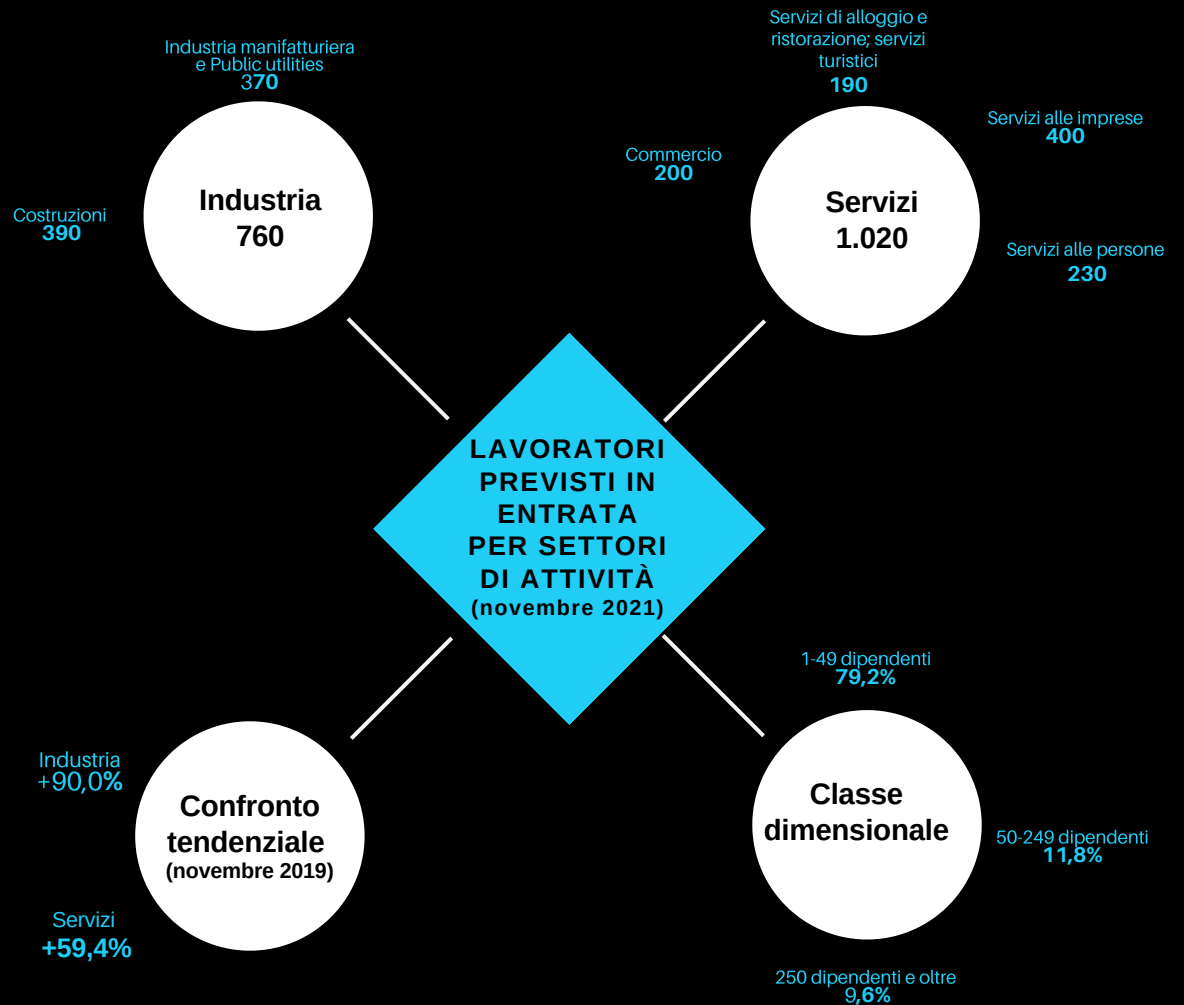 Industria manifatturiera
e Public utilities
370
Costruzioni
390
Industria
760
Servizi di alloggio e
ristorazione; servizi
turistici
190
Commercio
200
Servizi alle imprese
400
Servizi
1.020
Servizi alle persone
230
LAVORATORI
PREVISTI IN
ENTRATA
PER SETTORI
DI ATTIVITÀ
(novembre 2021)
Industria
+90,0%
Confronto
tendenziale
(novembre 2019)
Servizi
+59,4%
1-49 dipendenti
79,2%
Classe
dimensionale
50-249 dipendenti
11,8%
250 dipendenti e oltre
9,6%